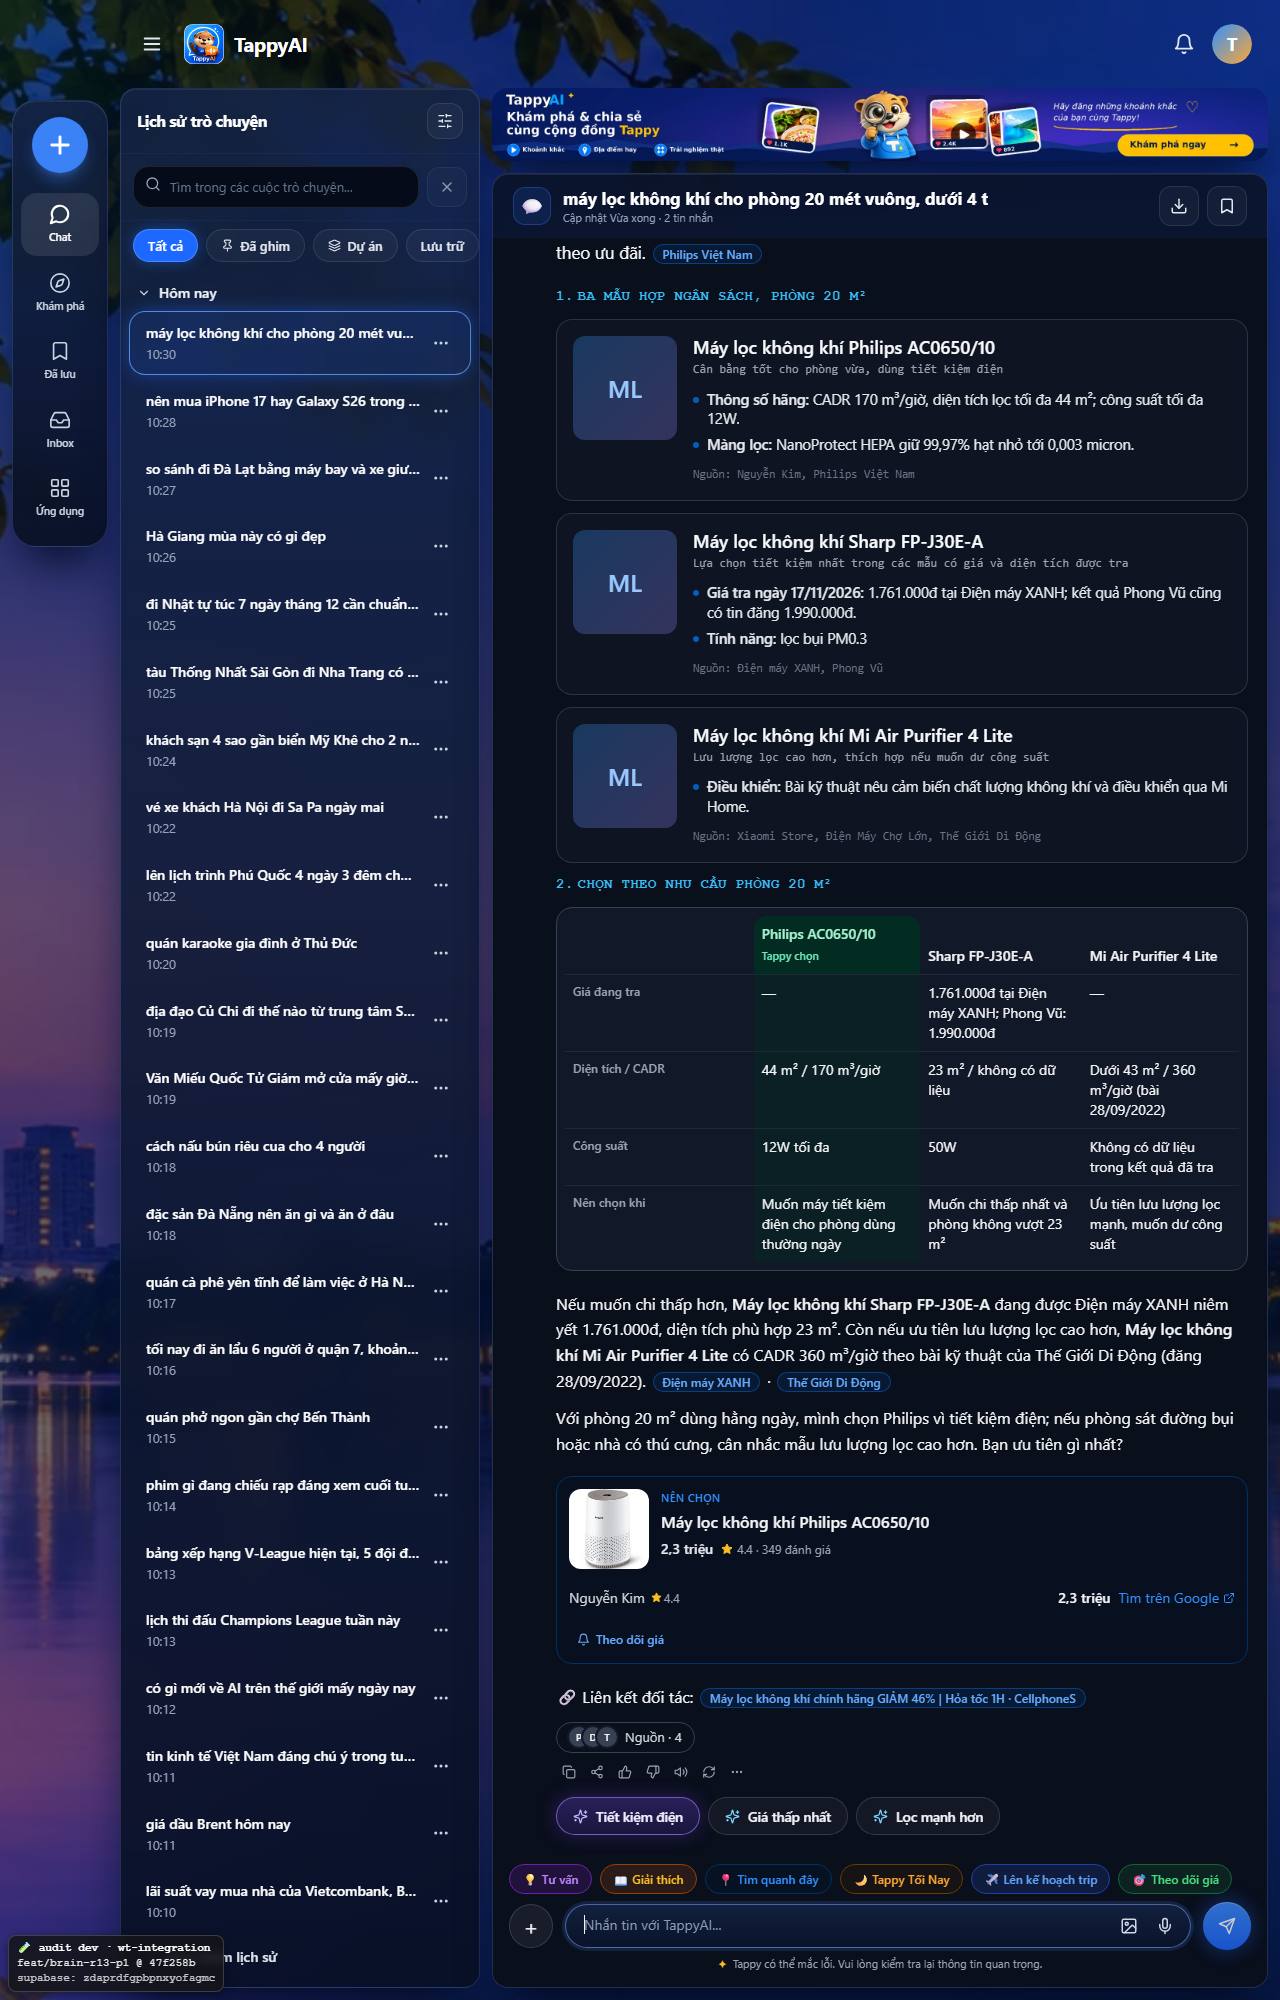 TappyAI
T
TappyAI
Khám phá & chia sẻ
cùng cộng đồng Tappy
Khoảnh khắc
Địa điểm hay
Trải nghiệm thật
1.1K
2.4K
892
Hãy đăng những khoảnh khắc
của bạn cùng Tappy!
Khám phá ngay →
Chat
Khám phá
Đã lưu
Inbox
Ứng dụng
Lịch sử trò chuyện
Tìm trong các cuộc trò chuyện...
Tất cả
Đã ghim
Dự án
Lưu trữ
Hôm nay
máy lọc không khí cho phòng 20 mét vu...
10:30
nên mua iPhone 17 hay Galaxy S26 trong ...
10:28
so sánh đi Đà Lạt bằng máy bay và xe giư...
10:27
Hà Giang mùa này có gì đẹp
10:26
đi Nhật tự túc 7 ngày tháng 12 cần chuẩn...
10:25
tàu Thống Nhất Sài Gòn đi Nha Trang có ...
10:25
khách sạn 4 sao gần biển Mỹ Khê cho 2 n...
10:24
vé xe khách Hà Nội đi Sa Pa ngày mai
10:22
lên lịch trình Phú Quốc 4 ngày 3 đêm ch...
10:22
quán karaoke gia đình ở Thủ Đức
10:20
địa đạo Củ Chi đi thế nào từ trung tâm S...
10:19
Văn Miếu Quốc Tử Giám mở cửa mấy giờ...
10:19
cách nấu bún riêu cua cho 4 người
10:18
đặc sản Đà Nẵng nên ăn gì và ăn ở đâu
10:18
quán cà phê yên tĩnh để làm việc ở Hà N...
10:17
tối nay đi ăn lẩu 6 người ở quận 7, khoản...
10:16
quán phở ngon gần chợ Bến Thành
10:15
phim gì đang chiếu rạp đáng xem cuối tu...
10:14
bảng xếp hạng V-League hiện tại, 5 đội đ...
10:13
lịch thi đấu Champions League tuần này
10:13
có gì mới về AI trên thế giới mấy ngày nay
10:12
tin kinh tế Việt Nam đáng chú ý trong tu...
10:11
giá dầu Brent hôm nay
10:11
lãi suất vay mua nhà của Vietcombank, B...
10:10
m lịch sử
audit dev · wt-integration
feat/brain-r13-p1 @ 47f258b
supabase: zdaprdfgpbpnxyofagmc
máy lọc không khí cho phòng 20 mét vuông, dưới 4 t
Cập nhật Vừa xong · 2 tin nhắn
theo ưu đãi. Philips Việt Nam
1. BA MẪU HỢP NGÂN SÁCH, PHÒNG 20 M²
ML
Máy lọc không khí Philips AC0650/10
Cân bằng tốt cho phòng vừa, dùng tiết kiệm điện
Thông số hãng: CADR 170 m³/giờ, diện tích lọc tối đa 44 m²; công suất tối đa
12W.
Màng lọc: NanoProtect HEPA giữ 99,97% hạt nhỏ tới 0,003 micron.
Nguồn: Nguyễn Kim, Philips Việt Nam
ML
Máy lọc không khí Sharp FP-J30E-A
Lựa chọn tiết kiệm nhất trong các mẫu có giá và diện tích được tra
Giá tra ngày 17/11/2026: 1.761.000đ tại Điện máy XANH; kết quả Phong Vũ cũng
có tin đăng 1.990.000đ.
Tính năng: lọc bụi PM0.3
Nguồn: Điện máy XANH, Phong Vũ
ML
Máy lọc không khí Mi Air Purifier 4 Lite
Lưu lượng lọc cao hơn, thích hợp nếu muốn dư công suất
Điều khiển: Bài kỹ thuật nêu cảm biến chất lượng không khí và điều khiển qua Mi
Home.
Nguồn: Xiaomi Store, Điện Máy Chợ Lớn, Thế Giới Di Động
2. CHỌN THEO NHU CẦU PHÒNG 20 M²
Philips AC0650/10
Tappy chọn
Sharp FP-J30E-A
Mi Air Purifier 4 Lite
Giá đang tra
—
1.761.000đ tại Điện
máy XANH; Phong Vũ:
1.990.000đ
—
Diện tích / CADR
44 m² / 170 m³/giờ
23 m² / không có dữ
liệu
Dưới 43 m² / 360
m³/giờ (bài
28/09/2022)
Công suất
12W tối đa
50W
Không có dữ liệu
trong kết quả đã tra
Nên chọn khi
Muốn máy tiết kiệm
điện cho phòng dùng
thường ngày
Muốn chi thấp nhất và
phòng không vượt 23
m²
Ưu tiên lưu lượng lọc
mạnh, muốn dư công
suất
Nếu muốn chi thấp hơn, Máy lọc không khí Sharp FP-J30E-A đang được Điện máy XANH niêm
yết 1.761.000đ, diện tích phù hợp 23 m². Còn nếu ưu tiên lưu lượng lọc cao hơn, Máy lọc không
khí Mi Air Purifier 4 Lite có CADR 360 m³/giờ theo bài kỹ thuật của Thế Giới Di Động (đăng
28/09/2022). Điện máy XANH · Thế Giới Di Động
Với phòng 20 m² dùng hằng ngày, mình chọn Philips vì tiết kiệm điện; nếu phòng sát đường bụi
hoặc nhà có thú cưng, cân nhắc mẫu lưu lượng lọc cao hơn. Bạn ưu tiên gì nhất?
NÊN CHỌN
Máy lọc không khí Philips AC0650/10
2,3 triệu 4.4 · 349 đánh giá
Nguyễn Kim 4.4
2,3 triệu Tìm trên Google
Theo dõi giá
Liên kết đối tác: Máy lọc không khí chính hãng GIẢM 46% | Hỏa tốc 1H · CellphoneS
P D T Nguồn · 4
Tiết kiệm điện
Giá thấp nhất
Lọc mạnh hơn
Tư vấn
Giải thích
Tìm quanh đây
Tappy Tối Nay
Lên kế hoạch trip
Theo dõi giá
Nhắn tin với TappyAI...
Tappy có thể mắc lỗi. Vui lòng kiểm tra lại thông tin quan trọng.